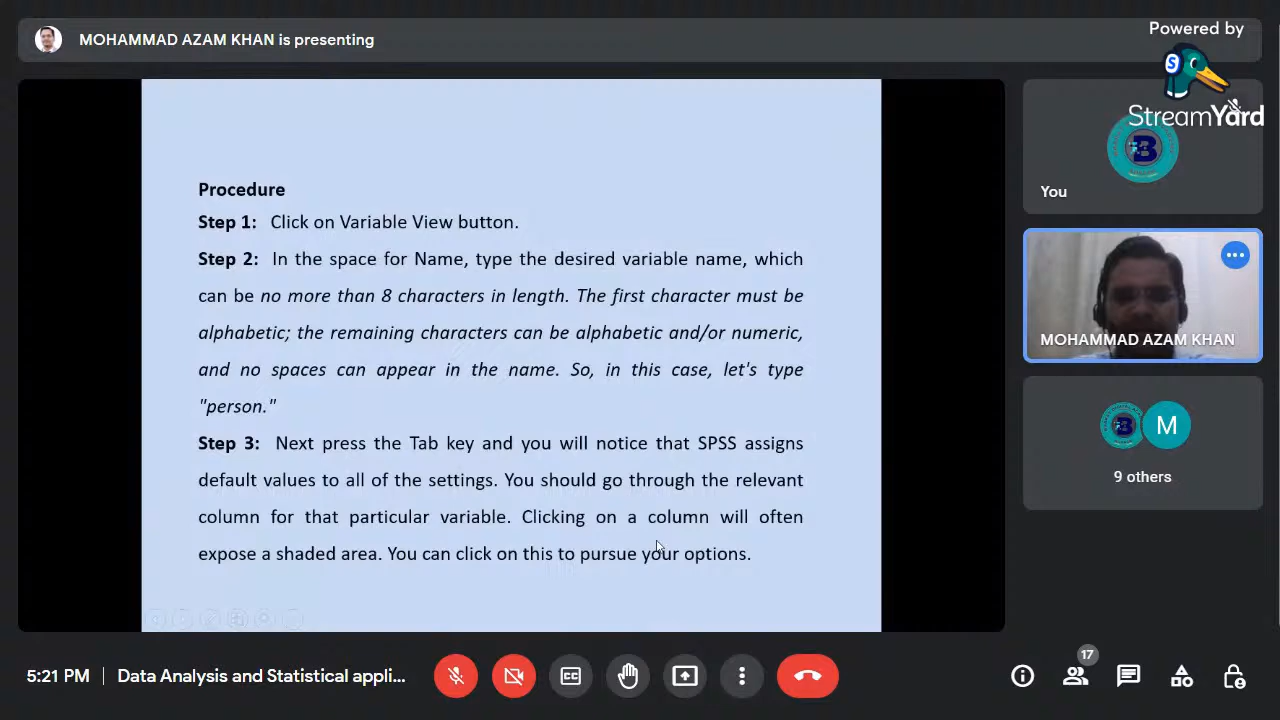 MOHAMMAD AZAM KHAN is presenting
Powered by
StreamYard
Procedure
Step 1: Click on Variable View button.
Step 2: In the space for Name, type the desired variable name, which
can be no more than 8 characters in length. The first character must be
alphabetic; the remaining characters can be alphabetic and/or numeric,
and no spaces can appear in the name. So, in this case, let's type
"person."
Step 3: Next press the Tab key and you will notice that SPSS assigns
default values to all of the settings. You should go through the relevant
column for that particular variable. Clicking on a column will often
expose a shaded area. You can click on this to pursue your options.
You
MOHAMMAD AZAM KHAN
M
9 others
5:21 PM | Data Analysis and Statistical appli...
CC
17